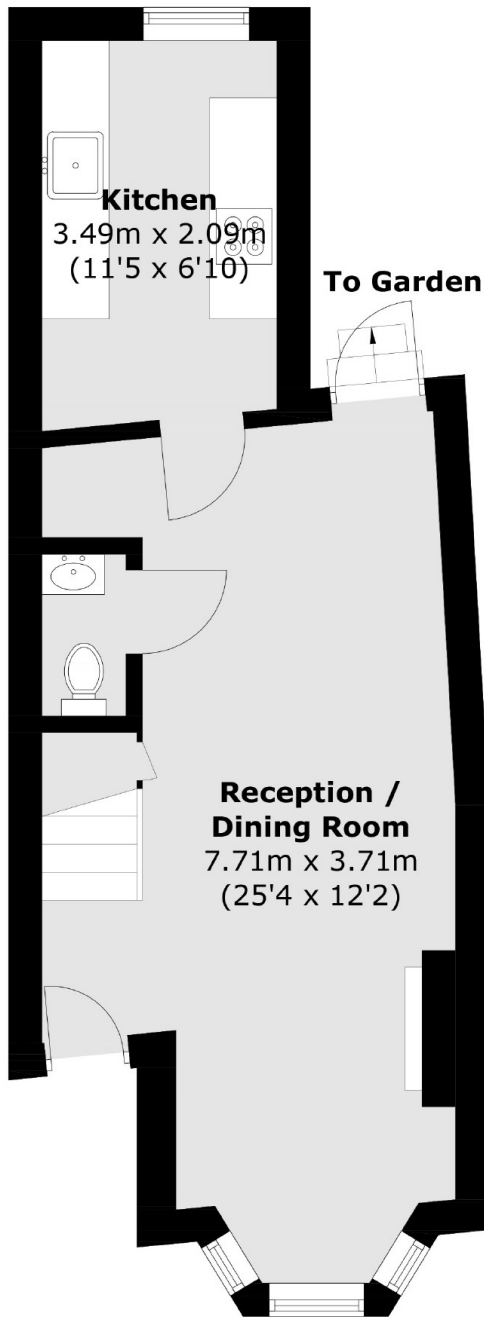 Kitchen
3.49m x 2.09m
(11'5 x 6'10)
To Garden
Reception /
Dining Room
7.71m x 3.71m
(25'4 x 12'2)